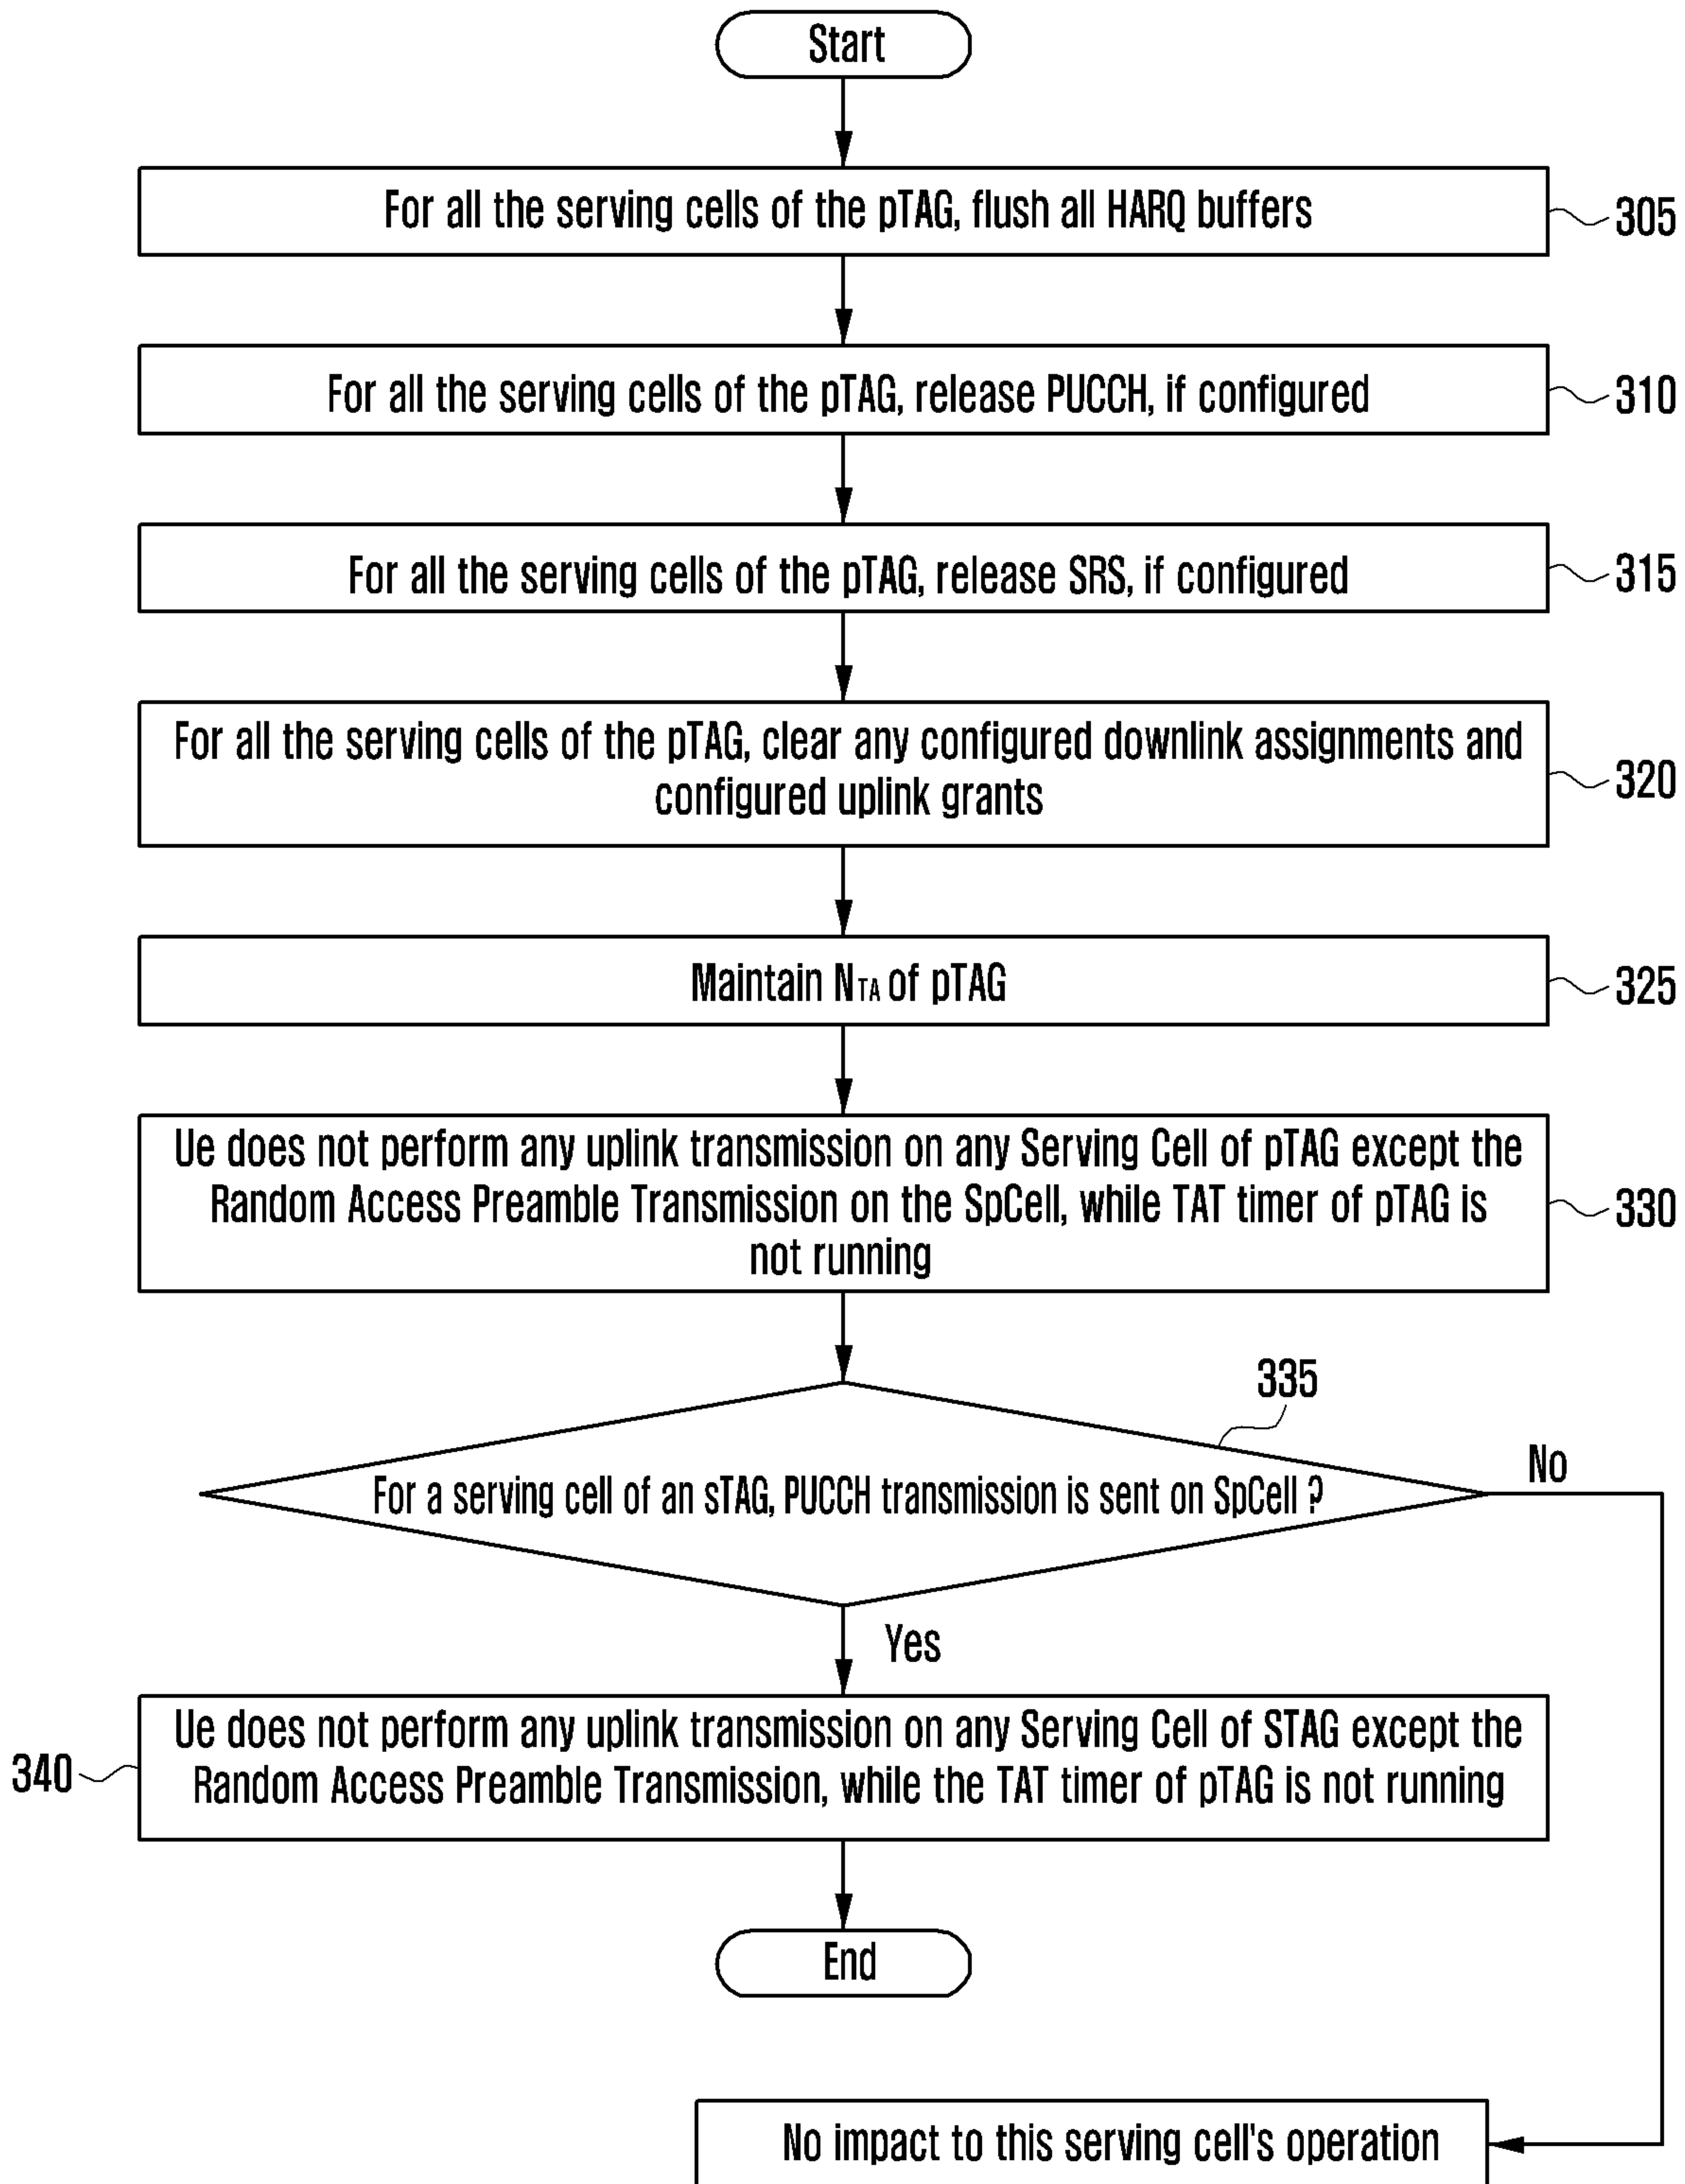 Start
For all the serving cells of the pTAG, flush all HARQ buffers
305
For all the serving cells of the pTAG, release PUCCH, if configured
310
For all the serving cells of the pTAG, release SRS, if configured
315
For all the serving cells of the pTAG, clear any configured downlink assignments and
configured uplink grants
320
Maintain NTA of pTAG
325
Ue does not perform any uplink transmission on any Serving Cell of pTAG except the
Random Access Preamble Transmission on the SpCell, while TAT timer of pTAG is
not running
330
335
For a serving cell of an sTAG, PUCCH transmission is sent on SpCell ?
No
Yes
Ue does not perform any uplink transmission on any Serving Cell of STAG except the
Random Access Preamble Transmission, while the TAT timer of pTAG is not running
340
End
No impact to this serving cell's operation